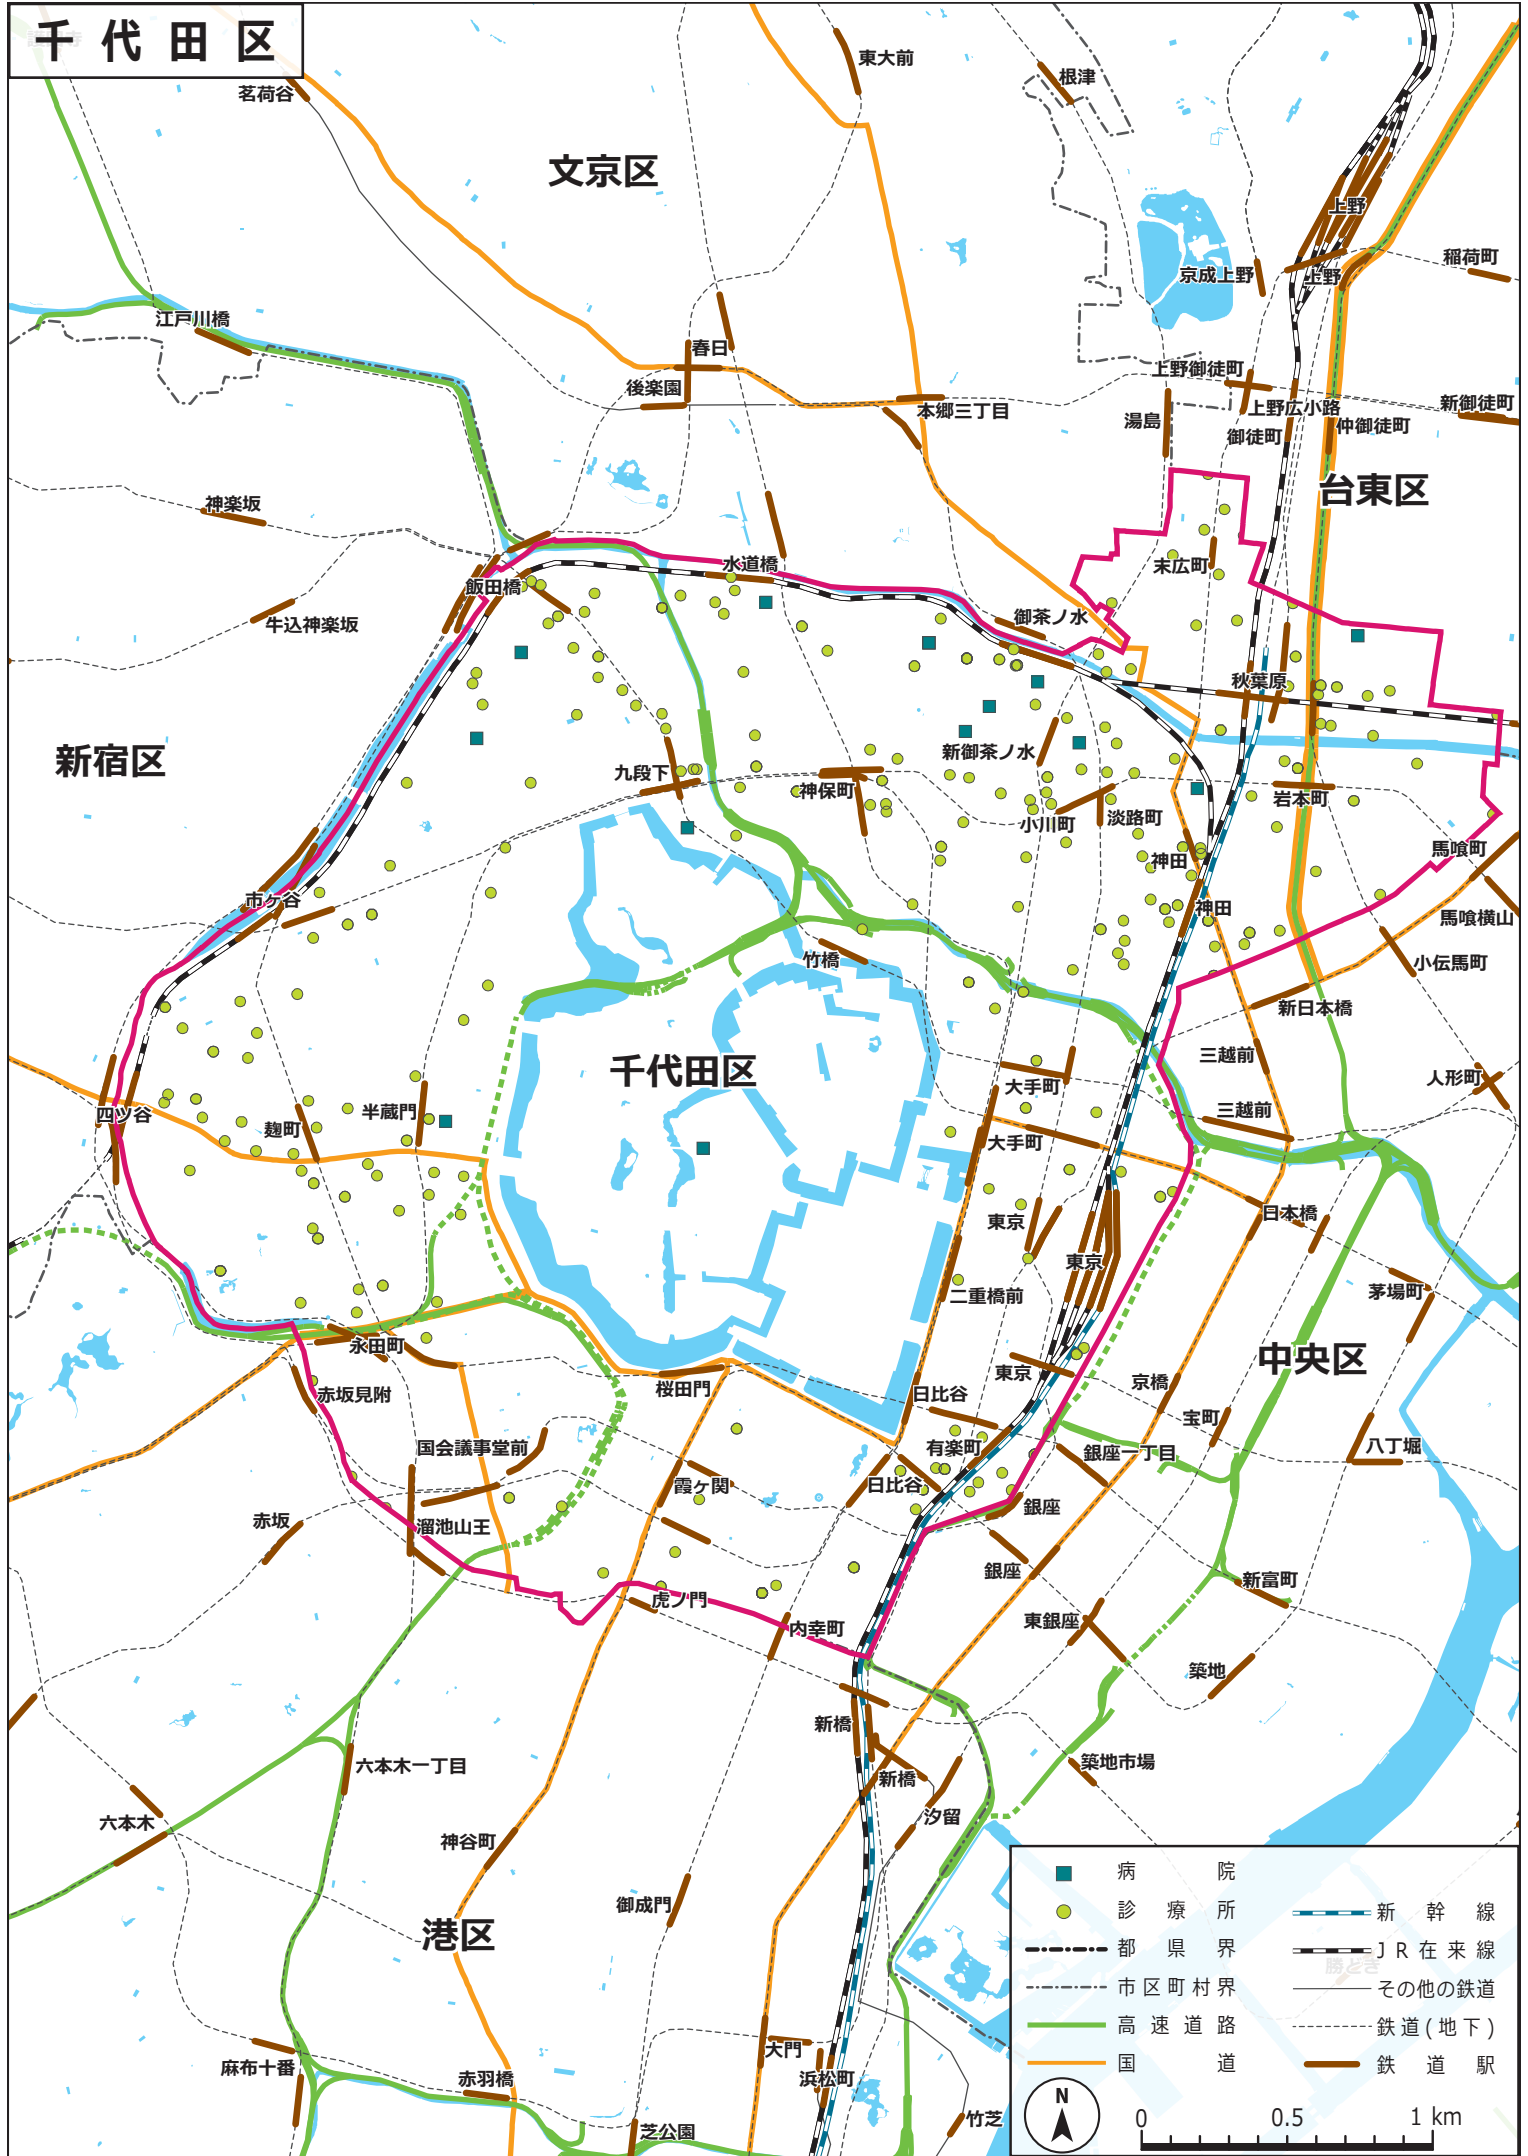 千代田区
茗荷谷
東大前
根津
文京区
上野
京成上野
上野
稲荷町
江戸川橋
春日
後楽園
本郷三丁目
上野御徒町
湯島
上野広小路
御徒町
仲御徒町
新御徒町
台東区
神楽坂
飯田橋
水道橋
末広町
牛込神楽坂
御茶ノ水
秋葉原
新宿区
九段下
神保町
新御茶ノ水
小川町
淡路町
岩本町
神田
馬喰町
市ケ谷
神田
馬喰横山
竹橋
小伝馬町
新日本橋
千代田区
三越前
大手町
人形町
四ツ谷
麹町
半蔵門
三越前
大手町
東京
日本橋
東京
二重橋前
茅場町
永田町
中央区
東京
京橋
赤坂見附
桜田門
日比谷
宝町
国会議事堂前
有楽町
銀座一丁目
八丁堀
霞ケ関
日比谷
赤坂
溜池山王
銀座
銀座
新富町
虎ノ門
内幸町
東銀座
築地
新橋
六本木一丁目
築地市場
新橋
六本木
汐留
神谷町
御成門
港区
大門
麻布十番
赤羽橋
浜松町
竹芝
芝公園
病院
診療所
都県界
市区町村界
高速道路
国道
新幹線
JR在来線
勝どき
その他の鉄道
鉄道(地下)
鉄道駅
N
0 0.5 1 km